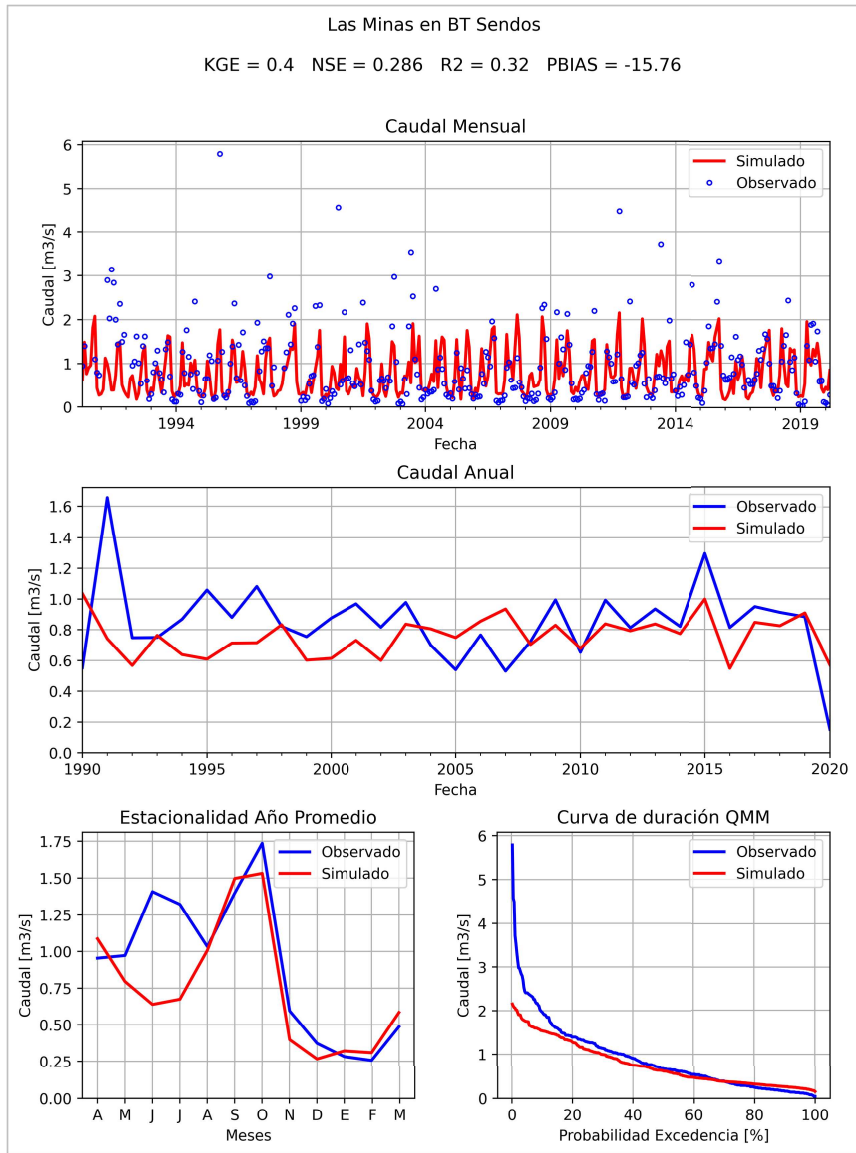 Las Minas en BT Sendos
KGE = 0.4 NSE = 0.286 R2 = 0.32 PBIAS = -15.76
Caudal Mensual
Caudal [m3/s]
6
5
4
3
2
1
0
Simulado
Observado
1994 1999 2004 2009 2014 2019
Fecha
Caudal Anual
Caudal [m3/s]
1.6
1.4
1.2
1.0
0.8
0.6
0.4
0.2
0.0
Observado
Simulado
1990 1995 2000 2005 2010 2015 2020
Fecha
Estacionalidad Año Promedio
Caudal [m3/s]
1.75
1.50
1.25
1.00
0.75
0.50
0.25
0.00
Observado
Simulado
A M J J A S O N D E F M
Meses
Curva de duración QMM
Caudal [m3/s]
6
5
4
3
2
1
0
Observado
Simulado
0 20 40 60 80 100
Probabilidad Excedencia [%]